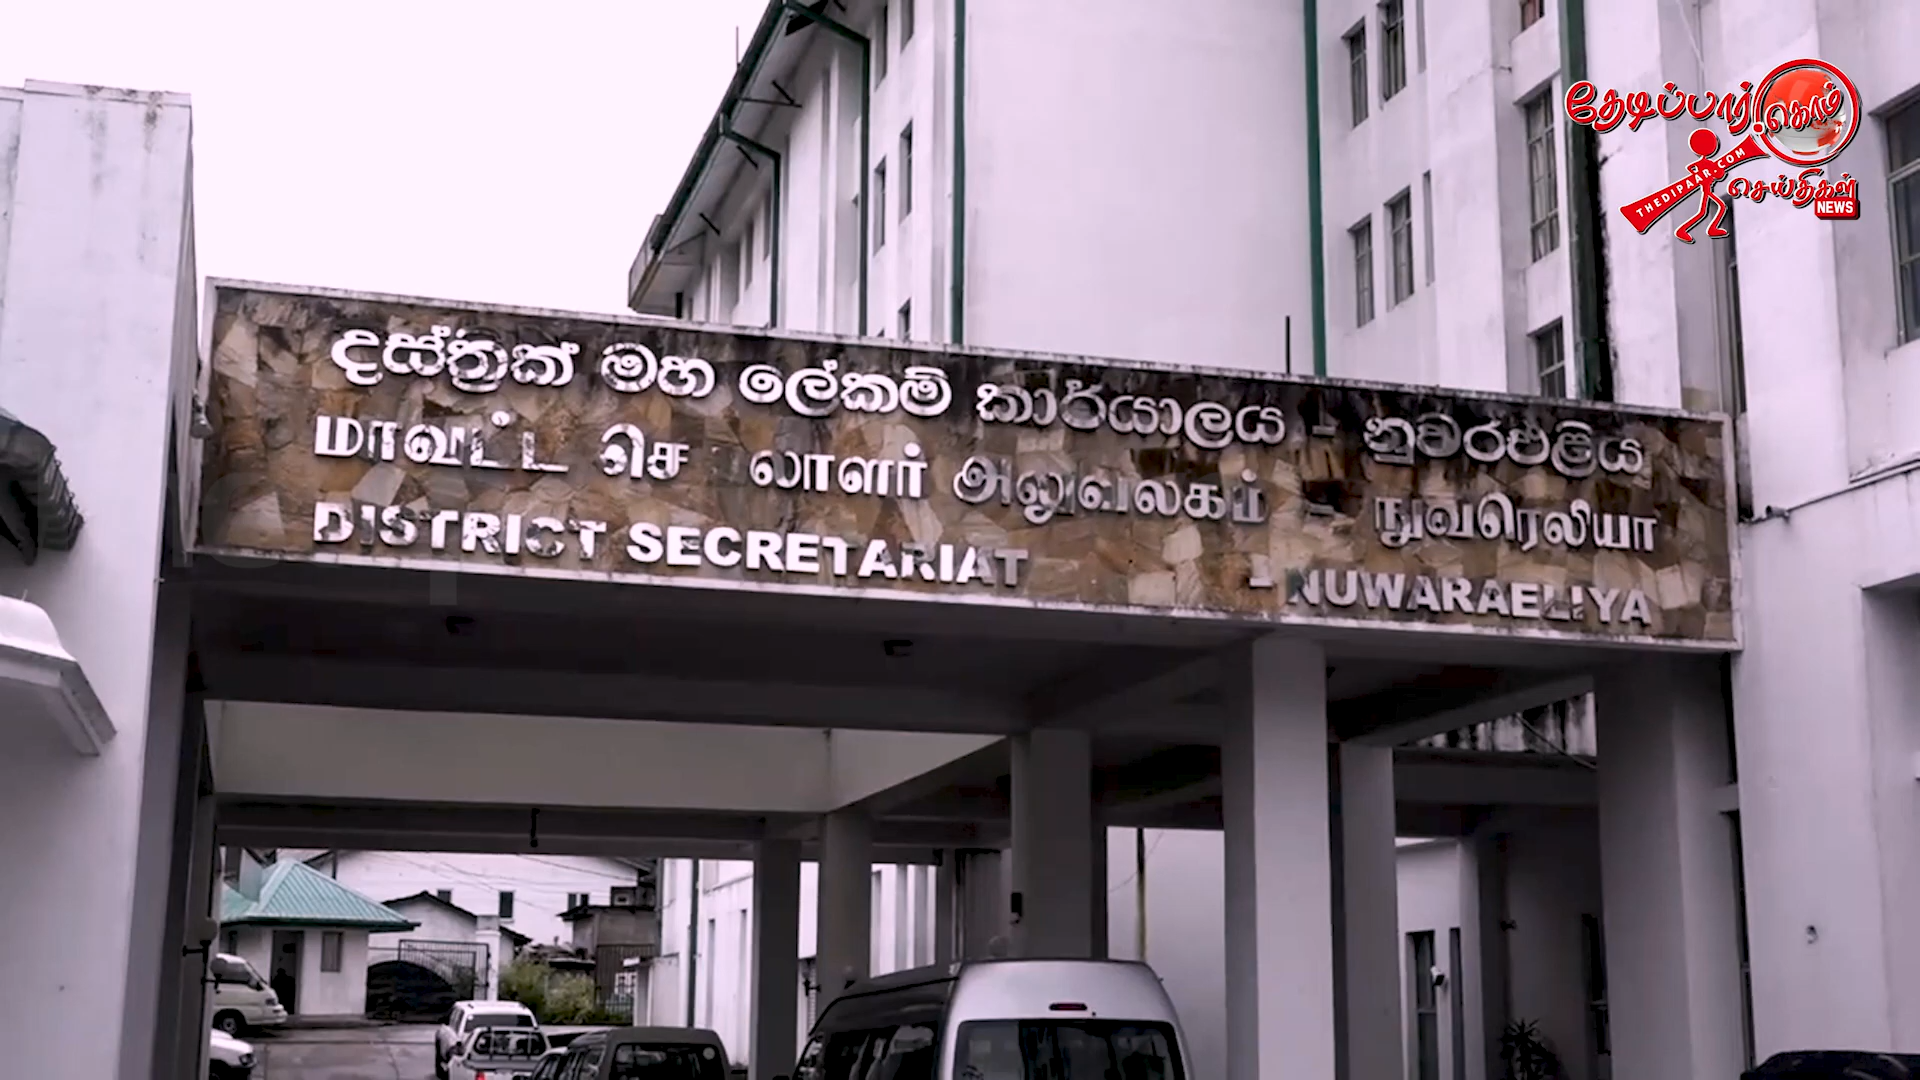 දිස්ත්‍රික් මහ ලේකම් කාර්යාලය - නුවරඑළිය
மாவட்ட செ லாளர் அலுவலகம் - நுவரெலியா
DISTRICT SECRETARIAT - NUWARAELIYA
தேடிப்பார்.கொம்
THEDIPAAR.COM
செய்திகள்
NEWS